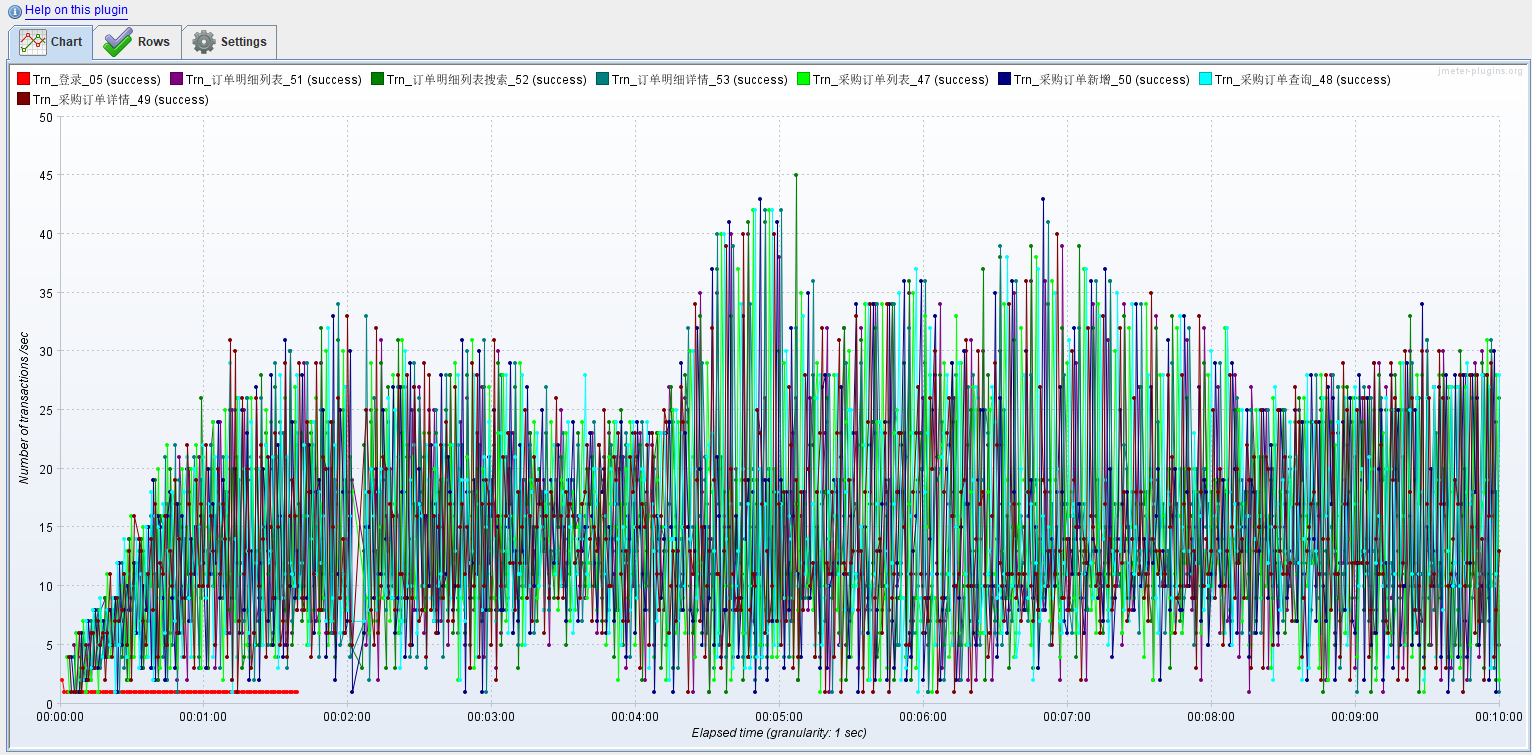 Help on this plugin
Chart Rows Settings
jmeter-plugins.org
Trn_登录_05 (success) Trn_订单明细列表_51 (success) Trn_订单明细列表搜索_52 (success) Trn_订单明细详情_53 (success) Trn_采购订单列表_47 (success) Trn_采购订单新增_50 (success) Trn_采购订单查询_48 (success)
Trn_采购订单详情_49 (success)
50
45
40
35
30
25
20
15
10
5
0
Number of transactions /sec
00:00:00 00:01:00 00:02:00 00:03:00 00:04:00 00:05:00 00:06:00 00:07:00 00:08:00 00:09:00 00:10:00
Elapsed time (granularity: 1 sec)